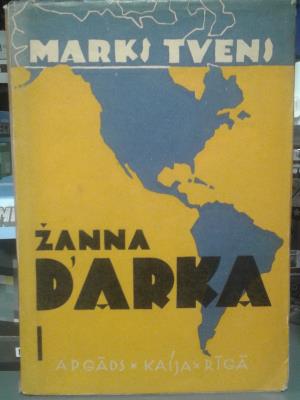 MARKS TVENS
ŽANNA
D'ARKA
I
APGĀDS × KAIJA × RĪGĀ